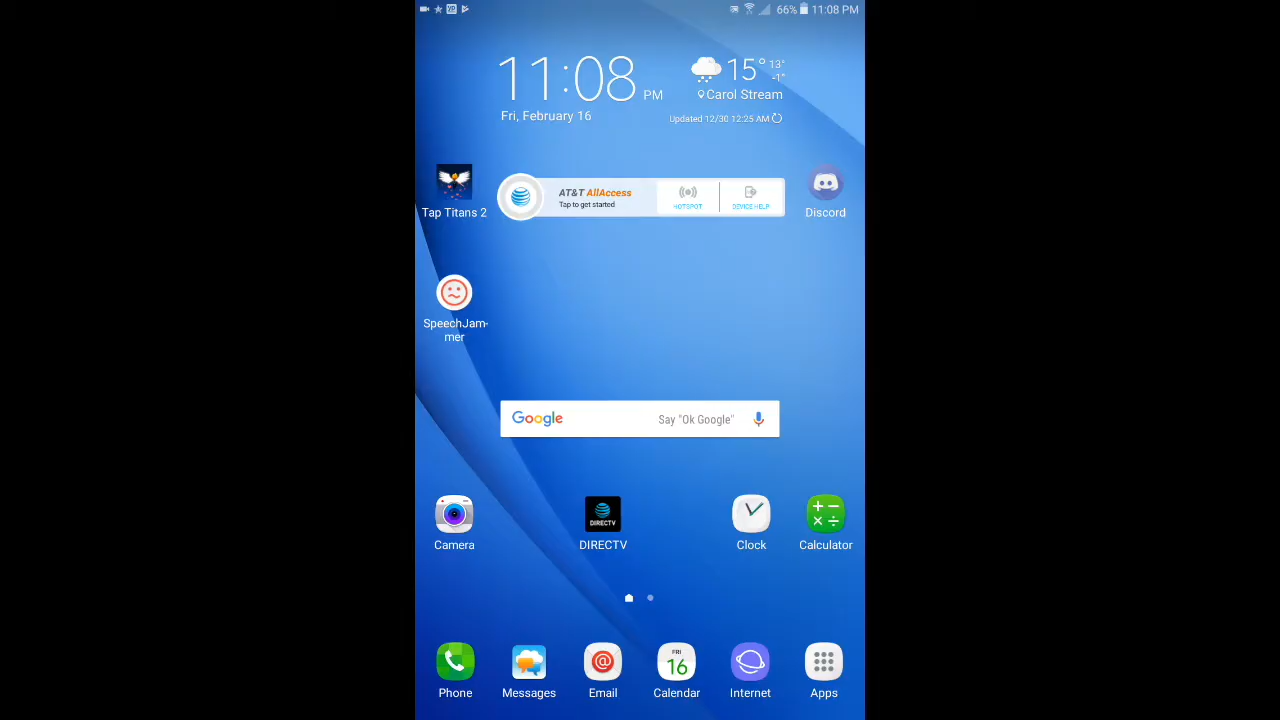 66% 11:08 PM
11:08 PM
Fri, February 16
15° 13°
-1°
Carol Stream
Updated 12/30 12:25 AM
AT&T AllAccess
Tap to get started
HOTSPOT
DEVICE HELP
Tap Titans 2
Discord
SpeechJam-
mer
Google
Say "Ok Google"
DIRECTV
Camera
DIRECTV
Clock
Calculator
FRI
16
Phone
Messages
Email
Calendar
Internet
Apps